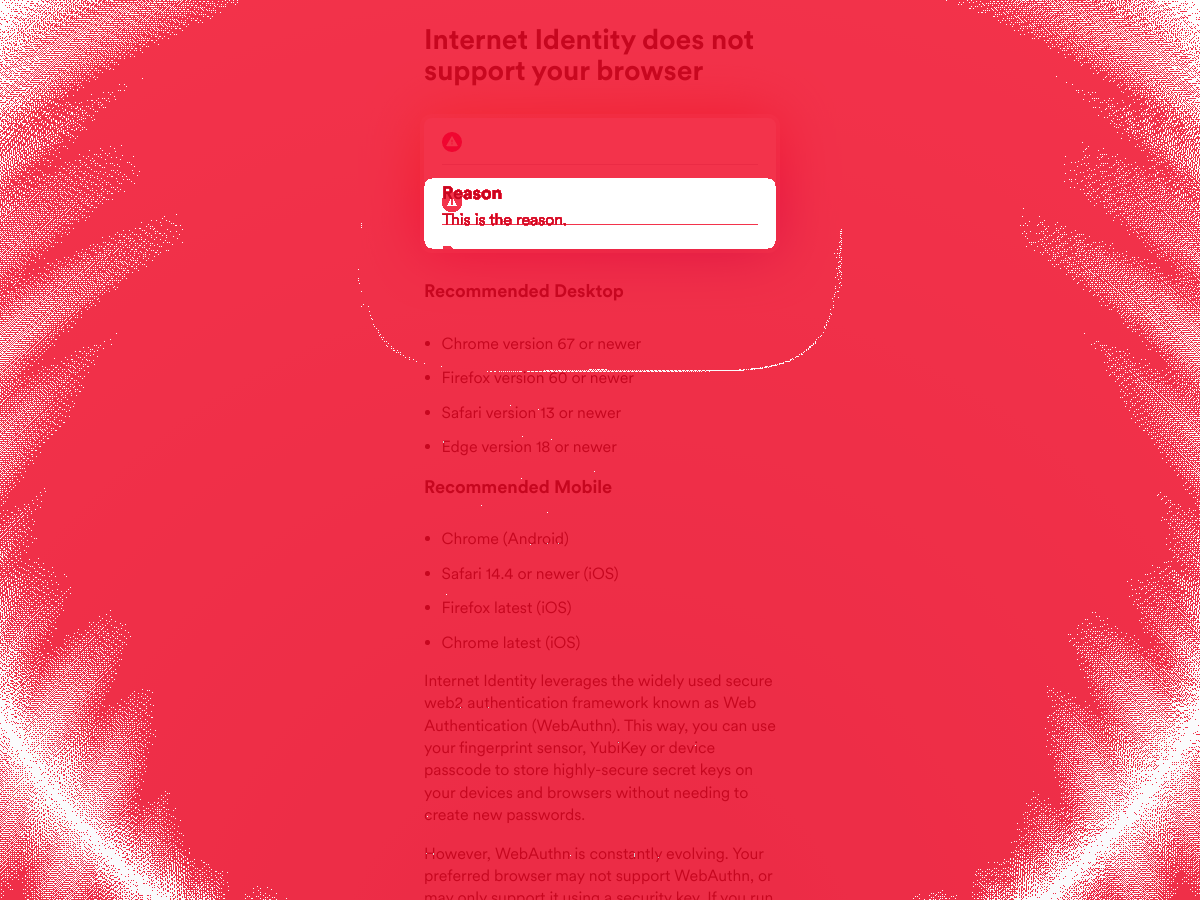 Internet Identity does not
support your browser
Reason
This is the reason.
Recommended Desktop
• Chrome version 67 or newer
• Firefox version 60 or newer
• Safari version 13 or newer
• Edge version 18 or newer
Recommended Mobile
• Chrome (Android)
• Safari 14.4 or newer (iOS)
• Firefox latest (iOS)
• Chrome latest (iOS)
Internet Identity leverages the widely used secure
web2 authentication framework known as Web
Authentication (WebAuthn). This way, you can use
your fingerprint sensor, YubiKey or device
passcode to store highly-secure secret keys on
your devices and browsers without needing to
create new passwords.
However, WebAuthn is constantly evolving. Your
preferred browser may not support WebAuthn, or
may only support it using a security key. If you run